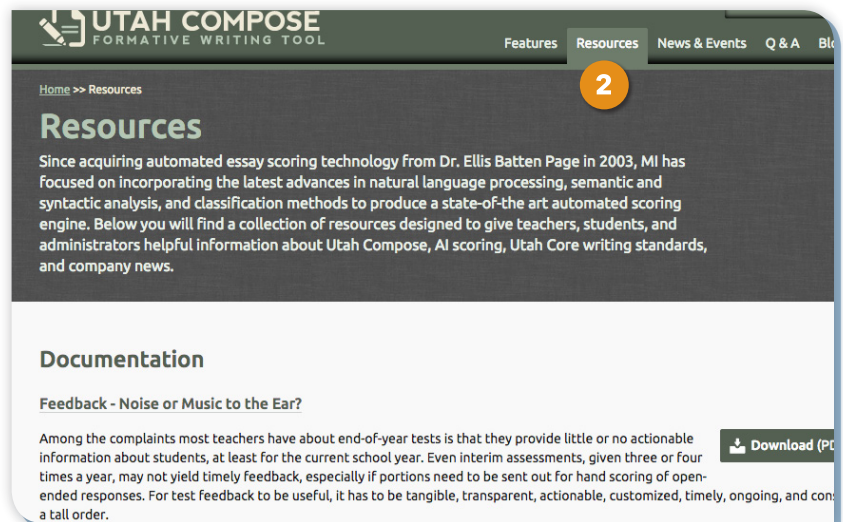 UTAH COMPOSE
FORMATIVE WRITING TOOL
Features Resources News & Events Q & A
2
Home >> Resources
Resources
Since acquiring automated essay scoring technology from Dr. Ellis Batten Page in 2003, MI has
focused on incorporating the latest advances in natural language processing, semantic and
syntactic analysis, and classification methods to produce a state-of-the art automated scoring
engine. Below you will find a collection of resources designed to give teachers, students, and
administrators helpful information about Utah Compose, AI scoring, Utah Core writing standards,
and company news.
Documentation
Feedback - Noise or Music to the Ear?
Among the complaints most teachers have about end-of-year tests is that they provide little or no actionable
Download
information about students, at least for the current school year. Even interim assessments, given three or four
times a year, may not yield timely feedback, especially if portions need to be sent out for hand scoring of open-
ended responses. For test feedback to be useful, it has to be tangible, transparent, actionable, customized, timely, ongoing, and
a tall order.